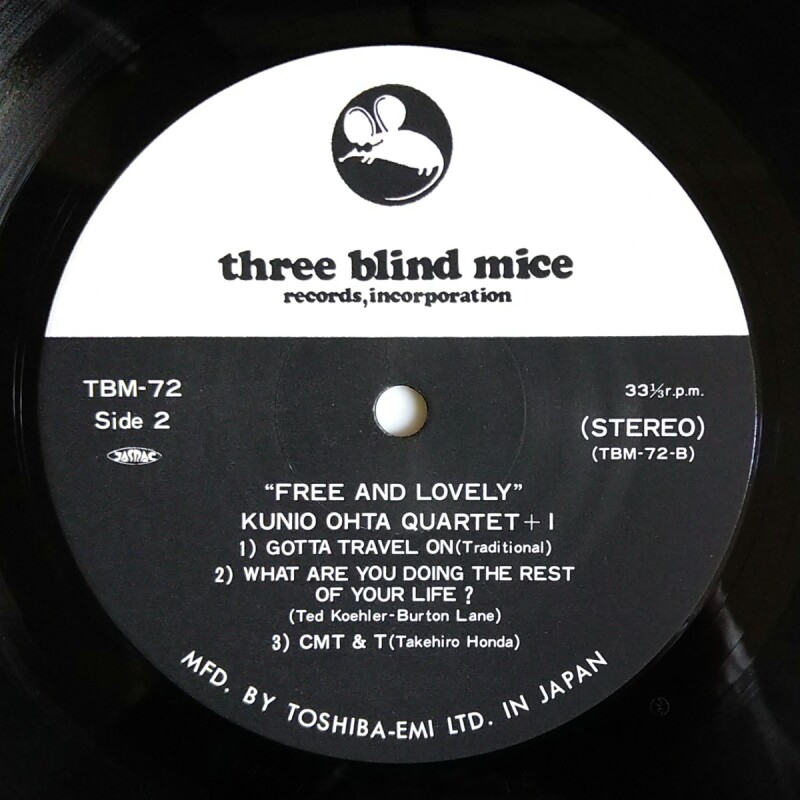 three blind mice
records, incorporation
TBM-72
33⅓r.p.m.
Side 2
(STEREO)
JASRAC
(TBM-72-B)
"FREE AND LOVELY"
KUNIO OHTA QUARTET+1
1) GOTTA TRAVEL ON(Traditional)
2) WHAT ARE YOU DOING THE REST
OF YOUR LIFE ?
(Ted Koehler-Burton Lane)
3) CMT & T(Takehiro Honda)
MFD. BY TOSHIBA-EMI LTD. IN JAPAN